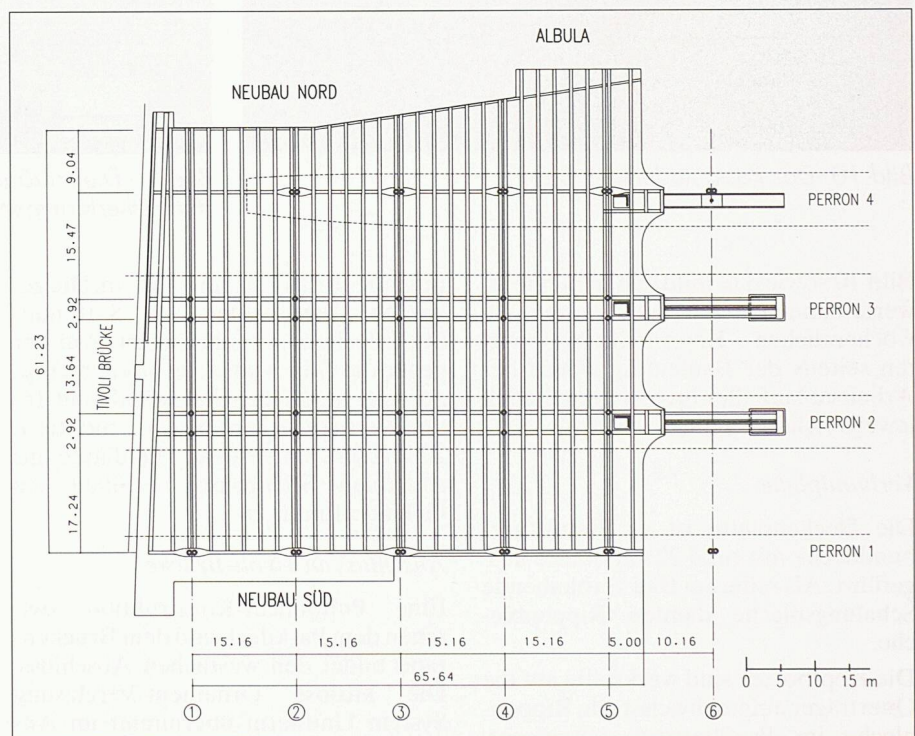 ALBULA
NEUBAU NORD
9.04
15.47
2.92
13.64
2.92
17.24
61.23
TIVOLI BRÜCKE
PERRON 4
PERRON 3
PERRON 2
PERRON 1
NEUBAU SÜD
15.16 15.16 15.16 15.16 5.00 10.16
65.64
0 5 10 15 m
1 2 3 4 5 6